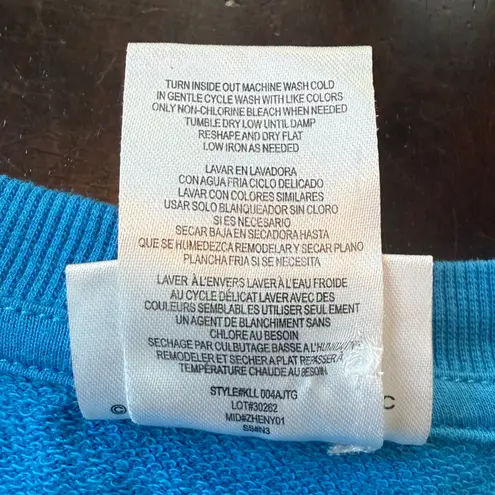 TURN INSIDE OUT MACHINE WASH COLD
IN GENTLE CYCLE WASH WITH LIKE COLORS
ONLY NON-CHLORINE BLEACH WHEN NEEDED
TUMBLE DRY LOW UNTIL DAMP
RESHAPE AND DRY FLAT
LOW IRON AS NEEDED
LAVAR EN LAVADORA
CON AGUA FRIA CICLO DELICADO
LAVAR CON COLORES SIMILARES
USAR SOLO BLANQUEADOR SIN CLORO
SI ES NECESARIO
SECAR BAJA EN SECADORA HASTA
QUE SE HUMEDEZCA REMODELAR Y SECAR PLANO
PLANCHA FRIA SI SE NECESITA
LAVER À L'ENVERS LAVER À L'EAU FROIDE
AU CYCLE DÉLICAT LAVER AVEC DES
COULEURS SEMBLABLES UTILISER SEULEMENT
UN AGENT DE BLANCHIMENT SANS
CHLORE AU BESOIN
SECHAGE PAR CULBUTAGE BASSE A L'HUMIDITÉ
REMODELER ET SECHER A PLAT REPASSER À
TEMPÉRATURE CHAUDE AU BESOIN
STYLE#KLL 004AJTG
LOT#30262
MID#ZHENY01
SS#N3
© C